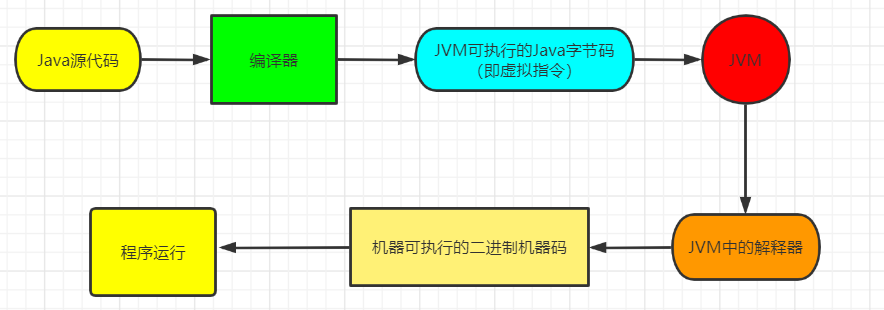 Java源代码
编译器
JVM可执行的Java字节码
（即虚拟指令）
JVM
JVM中的解释器
机器可执行的二进制机器码
程序运行